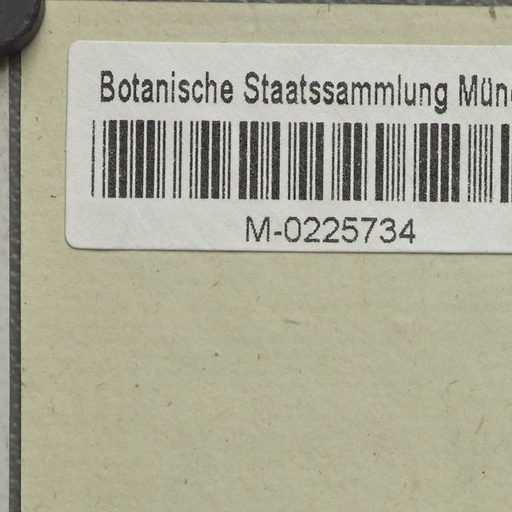 Botanische Staatssammlung Mün
M-0225734